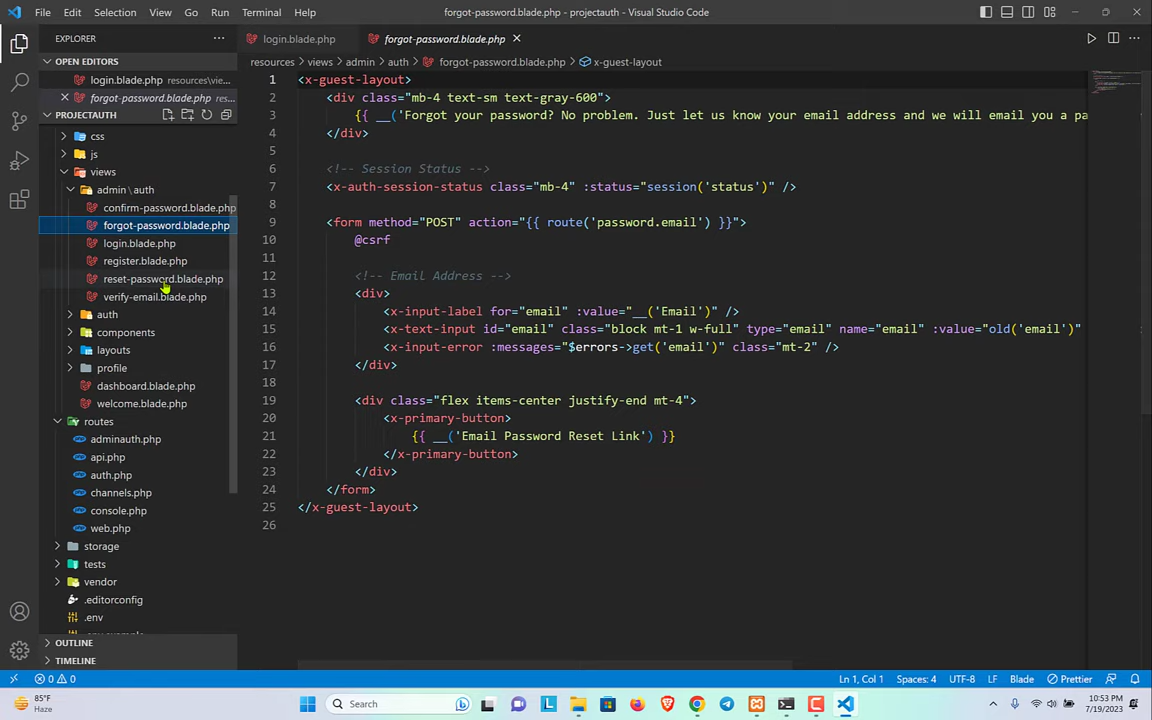 File Edit Selection View Go Run Terminal Help
forgot-password.blade.php - projectauth - Visual Studio Code
EXPLORER ...
login.blade.php
forgot-password.blade.php
OPEN EDITORS
resources > views > admin > auth > forgot-password.blade.php > x-guest-layout
login.blade.php resources\vie...
forgot-password.blade.php res...
PROJECTAUTH
css
js
views
admin \ auth
confirm-password.blade.php
forgot-password.blade.php
login.blade.php
register.blade.php
reset-password.blade.php
verify-email.blade.php
auth
components
layouts
profile
dashboard.blade.php
welcome.blade.php
routes
adminauth.php
api.php
auth.php
channels.php
console.php
web.php
storage
tests
vendor
.editorconfig
.env
OUTLINE
TIMELINE
1 <x-guest-layout>
2 <div class="mb-4 text-sm text-gray-600">
3 {{ __('Forgot your password? No problem. Just let us know your email address and we will email you a pa
4 </div>
5
6 <!-- Session Status -->
7 <x-auth-session-status class="mb-4" :status="session('status')" />
8
9 <form method="POST" action="{{ route('password.email') }}">
10 @csrf
11
12 <!-- Email Address -->
13 <div>
14 <x-input-label for="email" :value="__('Email')" />
15 <x-text-input id="email" class="block mt-1 w-full" type="email" name="email" :value="old('email')"
16 <x-input-error :messages="$errors->get('email')" class="mt-2" />
17 </div>
18
19 <div class="flex items-center justify-end mt-4">
20 <x-primary-button>
21 {{ __('Email Password Reset Link') }}
22 </x-primary-button>
23 </div>
24 </form>
25 </x-guest-layout>
26
0 0 Ln 1, Col 1 Spaces: 4 UTF-8 LF Blade Prettier
85°F
Haze
Search
10:53 PM
7/19/2023